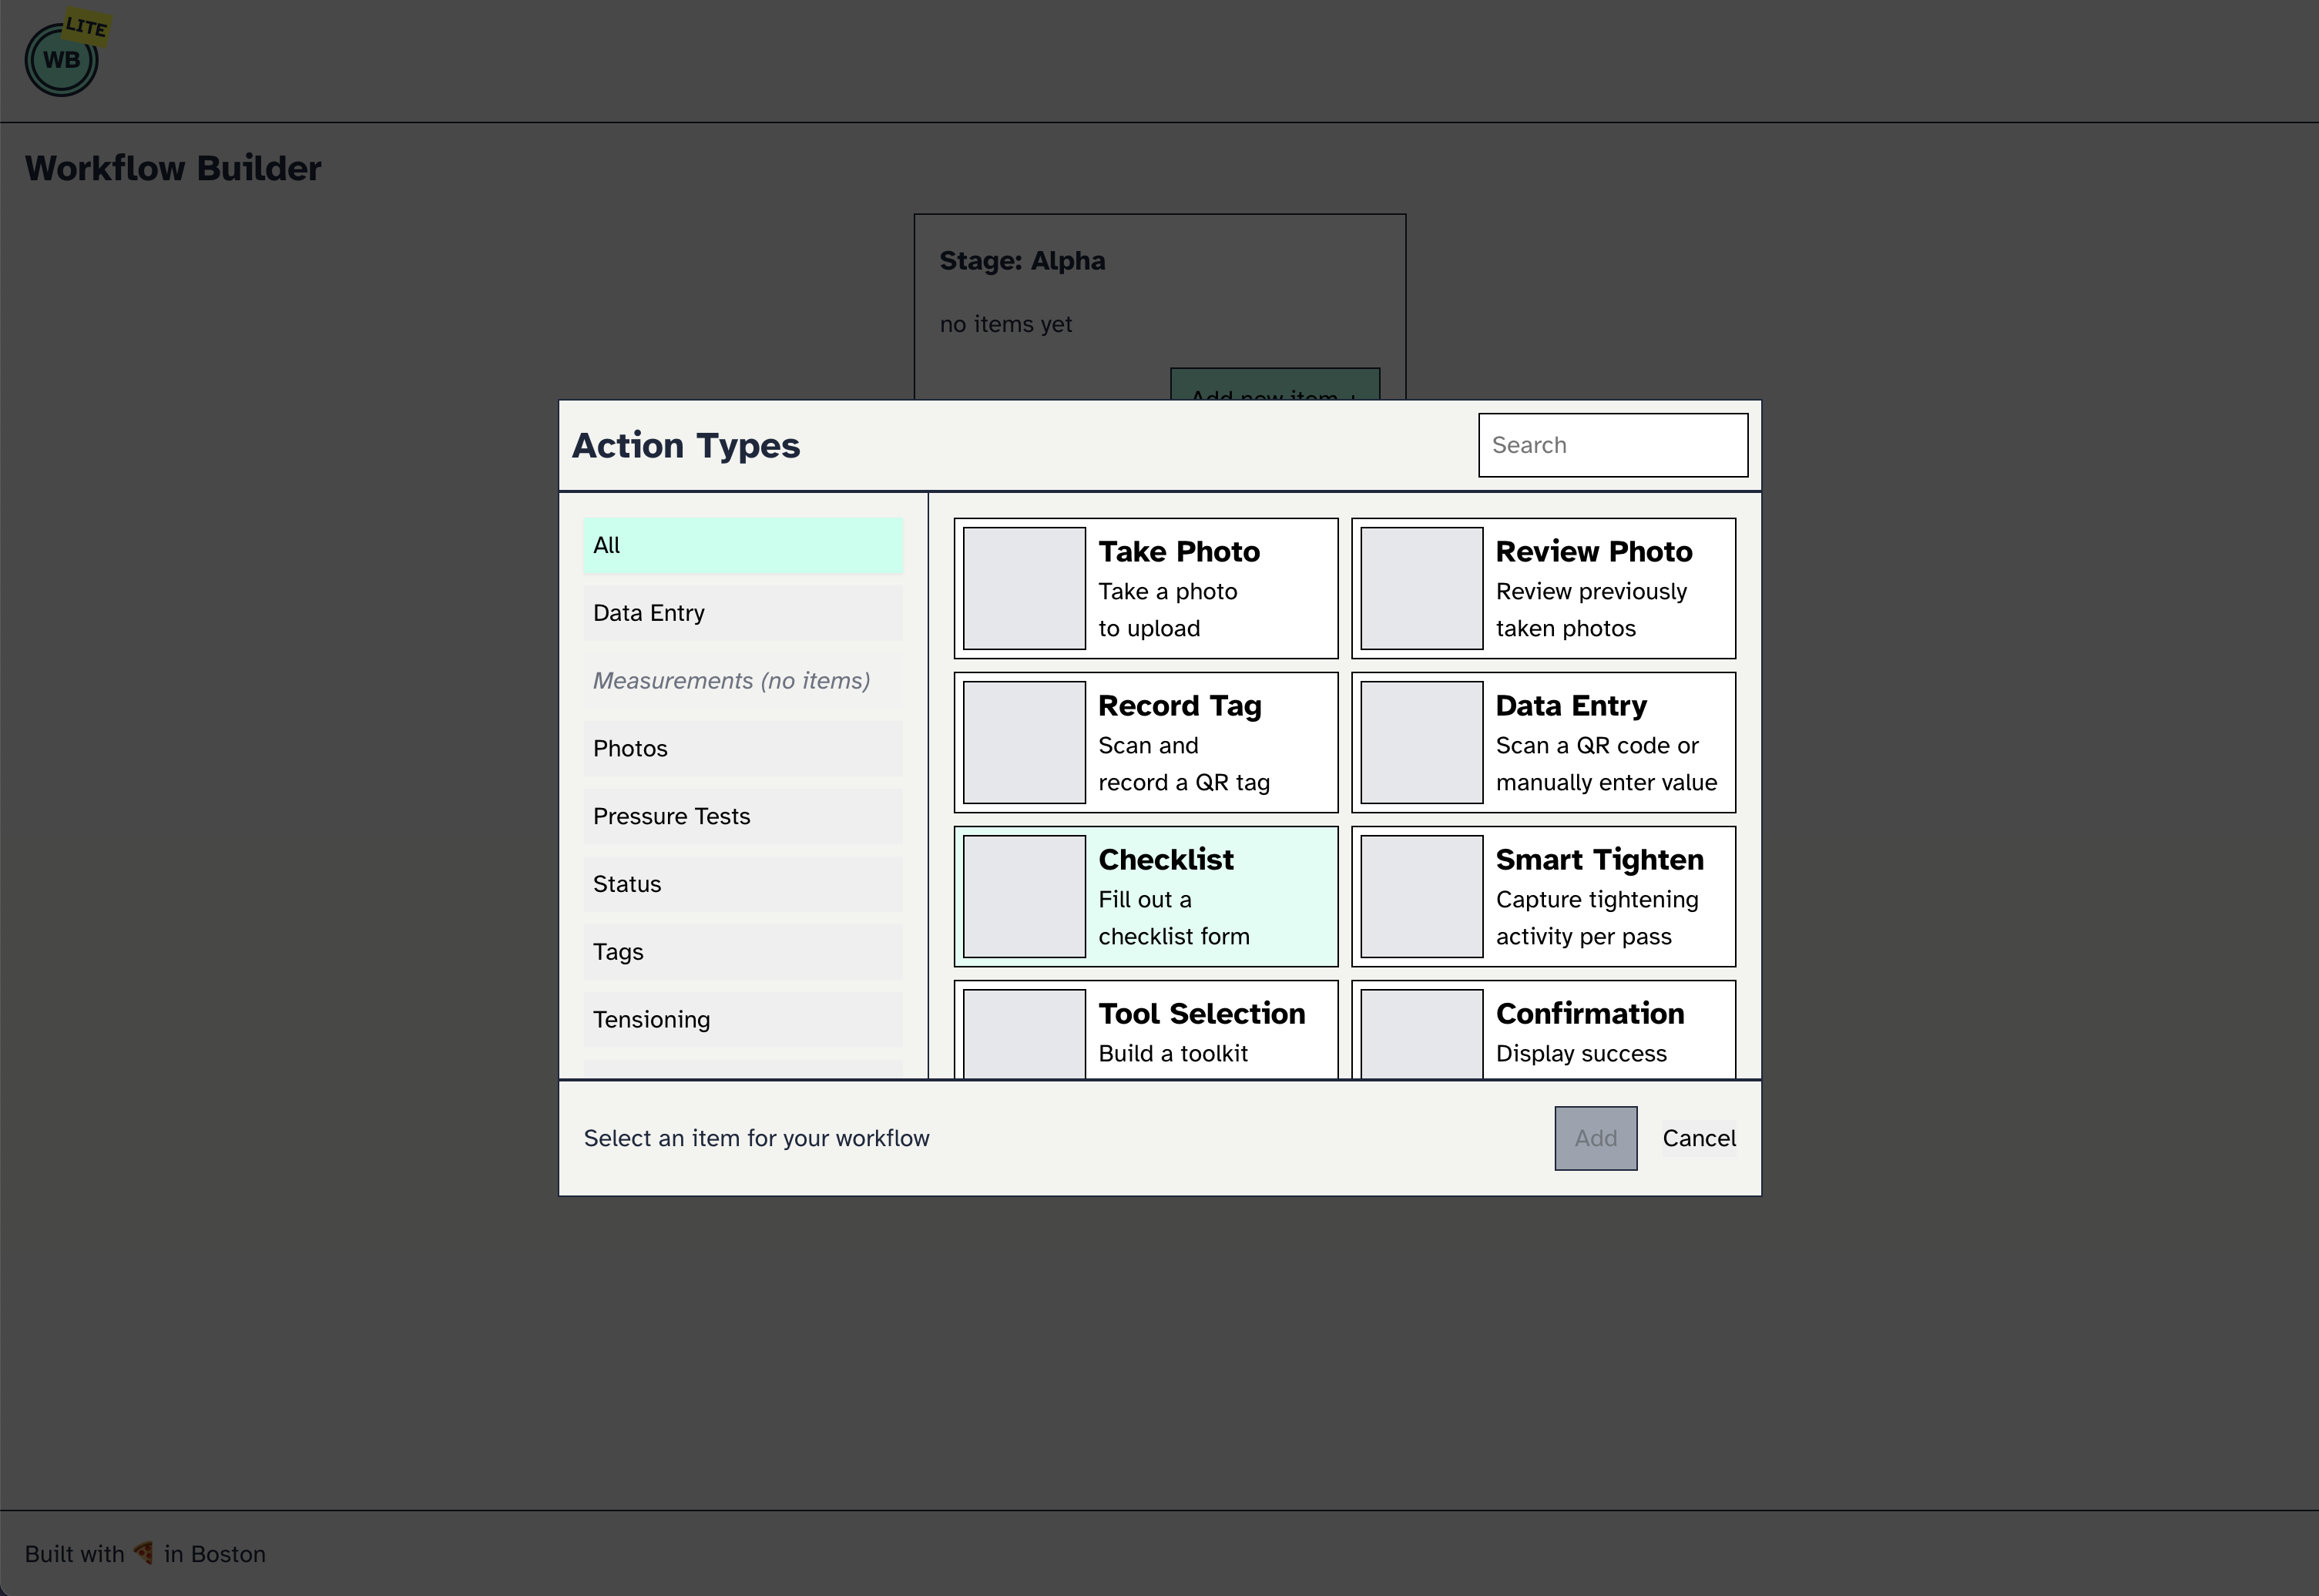 LITE
WB
Workflow Builder
Stage: Alpha
no items yet
Add new item +
Action Types
Search
All
Data Entry
Measurements (no items)
Photos
Pressure Tests
Status
Tags
Tensioning
Take Photo
Take a photo
to upload
Review Photo
Review previously
taken photos
Record Tag
Scan and
record a QR tag
Data Entry
Scan a QR code or
manually enter value
Checklist
Fill out a
checklist form
Smart Tighten
Capture tightening
activity per pass
Tool Selection
Build a toolkit
Confirmation
Display success
Select an item for your workflow
Add
Cancel
Built with 🍕 in Boston